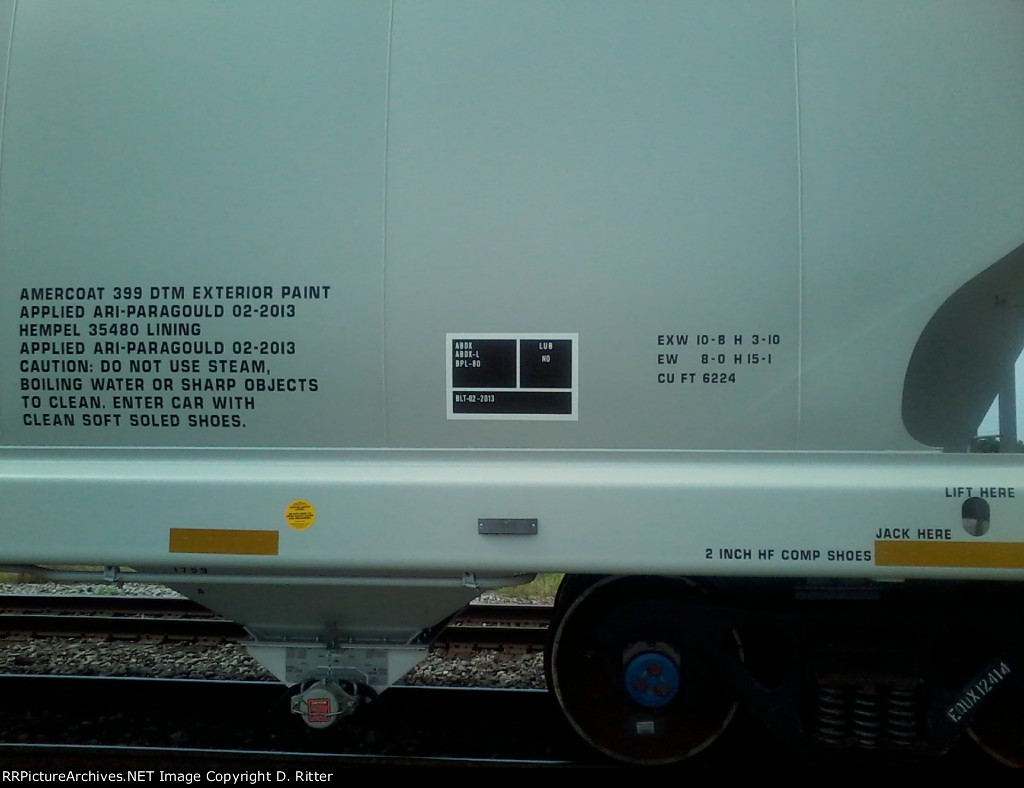 AMERCOAT 399 DTM EXTERIOR PAINT
APPLIED ARI-PARAGOULD 02-2013
HEMPEL 35480 LINING
APPLIED ARI-PARAGOULD 02-2013
CAUTION: DO NOT USE STEAM,
BOILING WATER OR SHARP OBJECTS
TO CLEAN. ENTER CAR WITH
CLEAN SOFT SOLED SHOES.
ABDX
ABDX-L
BPL-80
LUB
NO
BLT-02-2013
EXW 10-8 H 3-10
EW 8-0 H 15-1
CU FT 6224
LIFT HERE
JACK HERE
2 INCH HF COMP SHOES
1759
EQUX12414
RRPictureArchives.NET Image Copyright D. Ritter